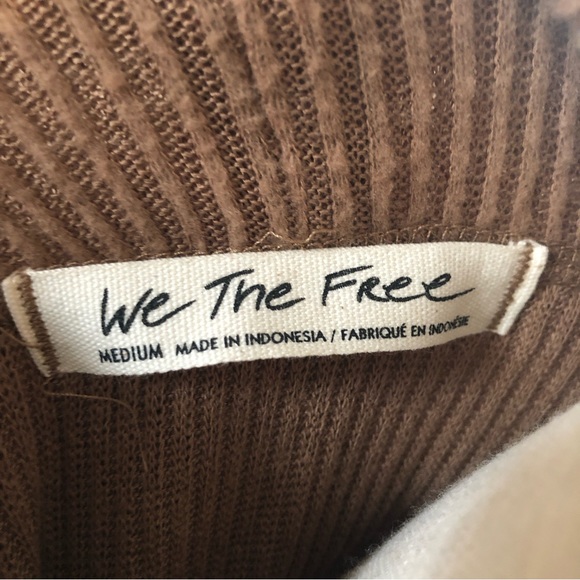 We The Free
MEDIUM MADE IN INDONESIA / FABRIQUÉ EN INDONÉSIE